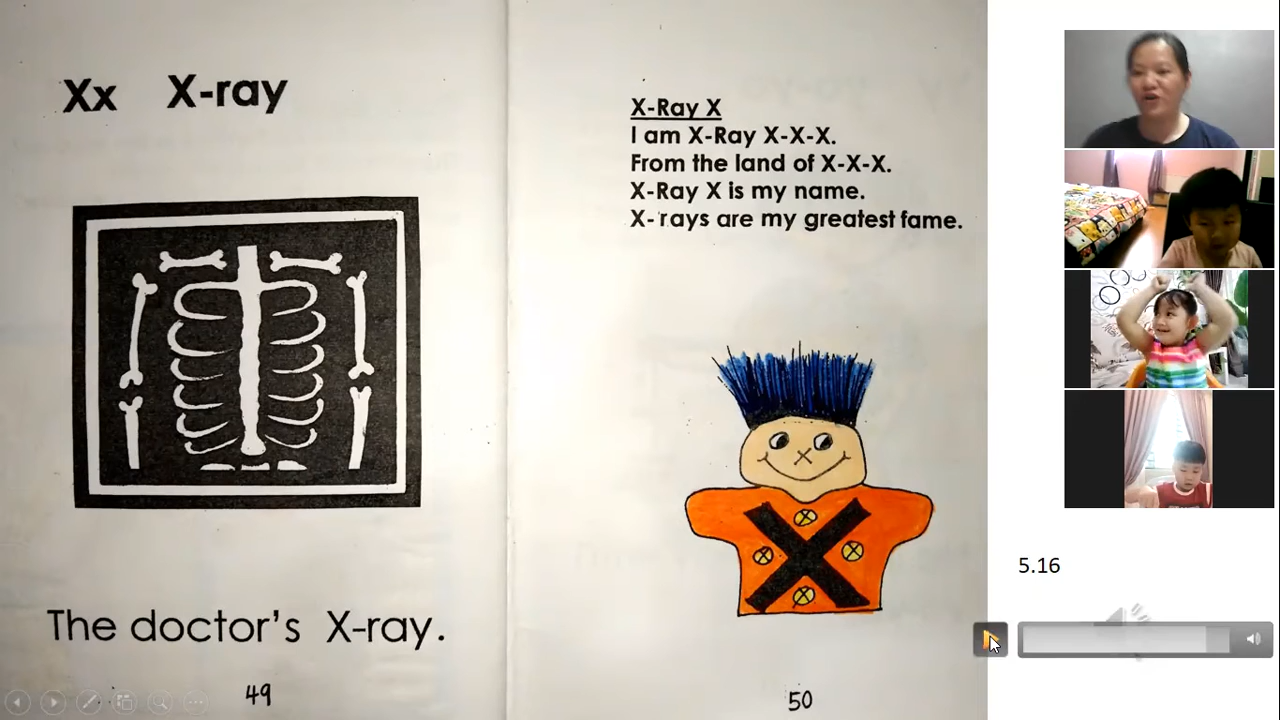 Xx X-ray
The doctor's X-ray.
49
X-Ray X
I am X-Ray X-X-X.
From the land of X-X-X.
X-Ray X is my name.
X-rays are my greatest fame.
50
5.16